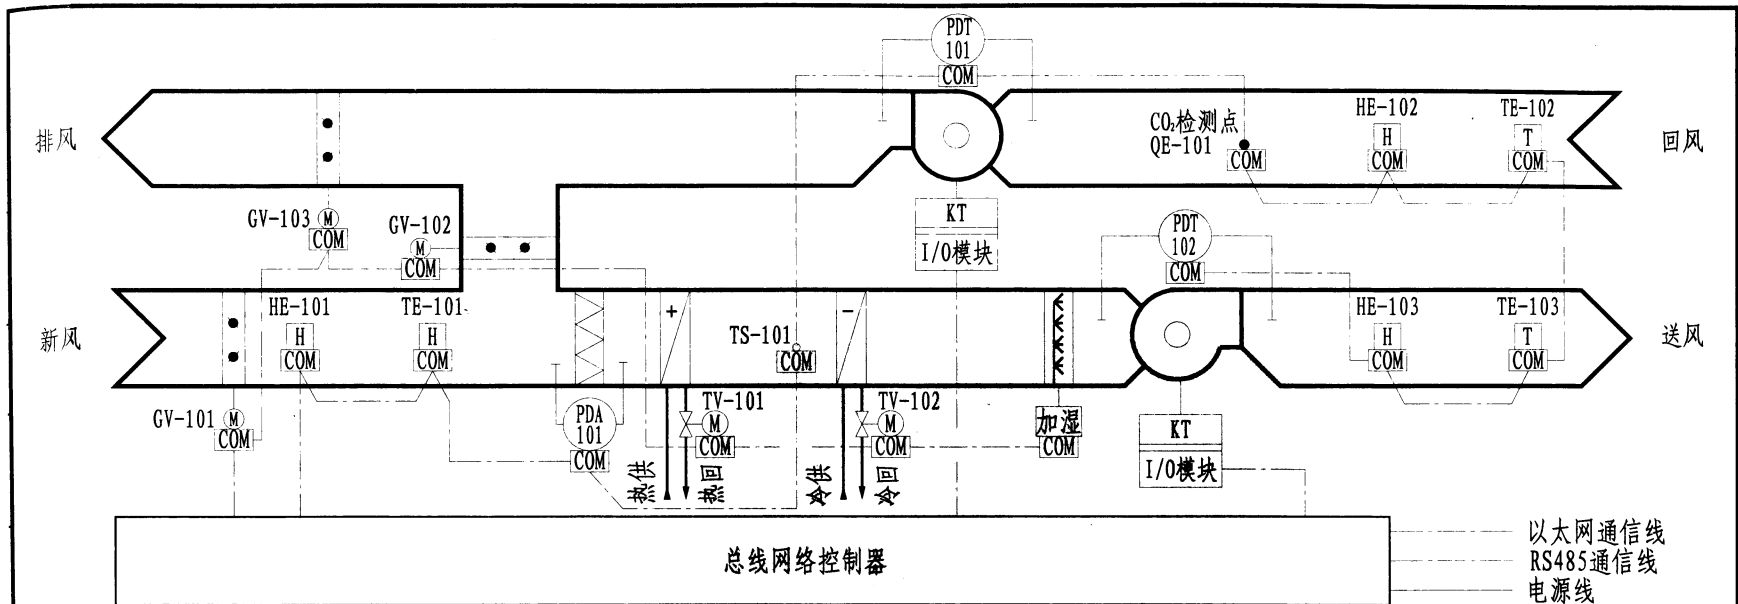 PDT
101
COM
排风
CO₂检测点
QE-101
COM
HE-102
H
COM
TE-102
T
COM
回风
GV-103
M
COM
GV-102
M
COM
KT
I/O模块
PDT
102
COM
新风
HE-101
H
COM
TE-101
H
COM
+
TS-101
COM
−
HE-103
H
COM
TE-103
T
COM
送风
GV-101
M
COM
PDA
101
COM
热供
热回
TV-101
M
COM
冷供
冷回
TV-102
M
COM
加湿
COM
KT
I/O模块
总线网络控制器
以太网通信线
RS485通信线
电源线